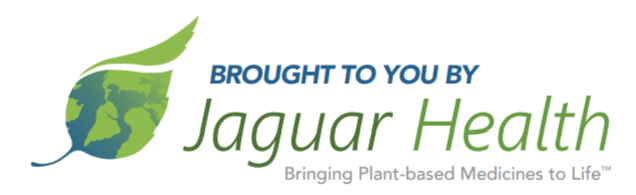 BROUGHT TO YOU BY
Jaguar Health
Bringing Plant-based Medicines to Life™